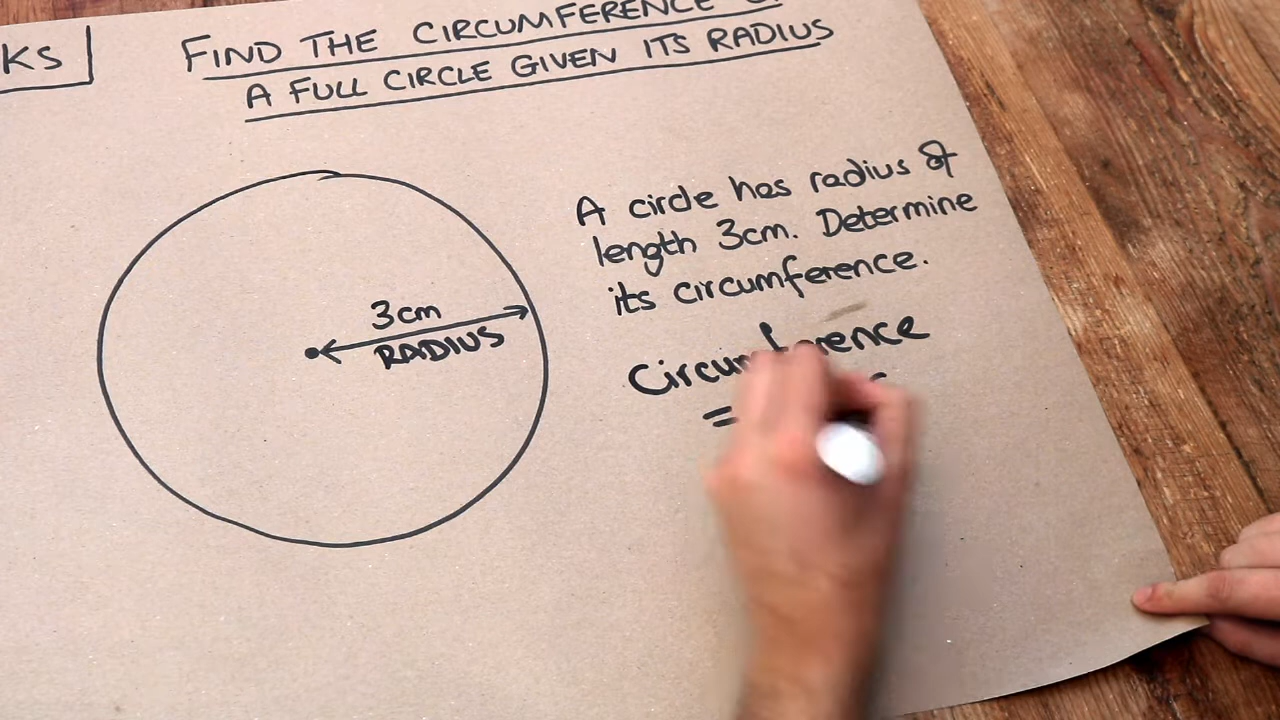 KS
FIND THE CIRCUMFERENCE
A FULL CIRCLE GIVEN ITS RADIUS
A circle has radius of
length 3cm. Determine
its circumference.
3cm
RADIUS
Circumference
=